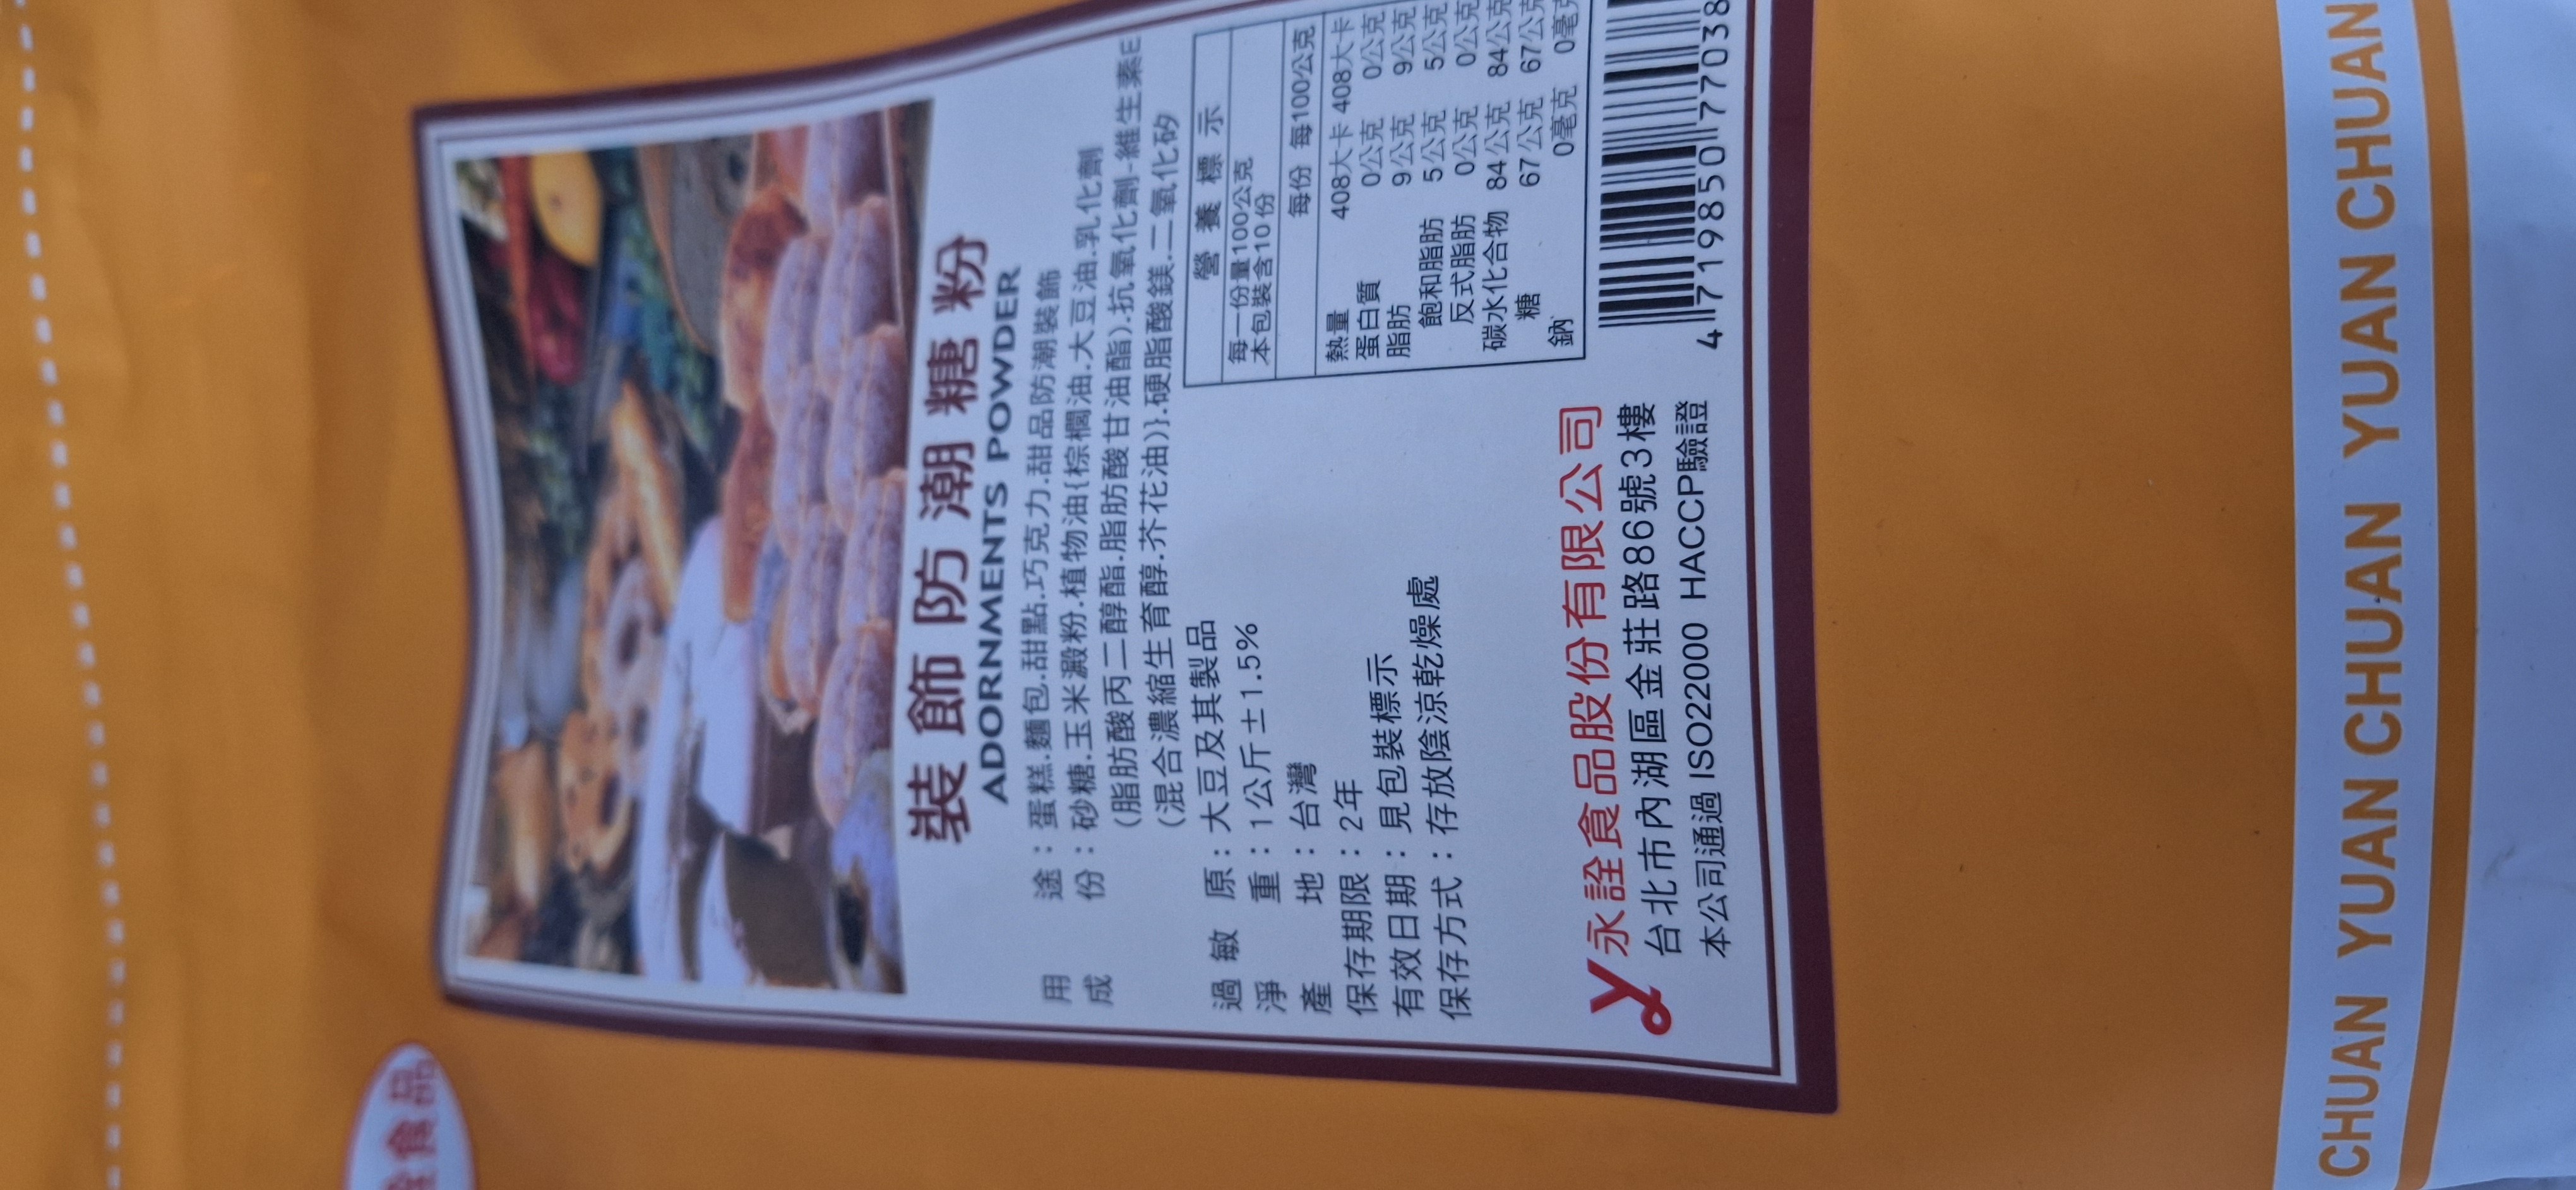 裝飾防潮糖粉
ADORNMENTS POWDER
用途：蛋糕.麵包.甜點.巧克力.甜品防潮裝飾
成份：砂糖.玉米澱粉.植物油{棕櫚油.大豆油.乳化劑
(脂肪酸丙二醇酯.脂肪酸甘油酯).抗氧化劑-維生素E
(混合濃縮生育醇.芥花油)}.硬脂酸鎂.二氧化矽
過敏原：大豆及其製品
淨重：1公斤±1.5%
產地：台灣
保存期限：2年
有效日期：見包裝標示
保存方式：存放陰涼乾燥處
營養標示
每一份量100公克
本包裝含10份
每份 每100公克
熱量 408大卡 408大卡
蛋白質 0公克 0公克
脂肪 9公克 9公克
飽和脂肪 5公克 5公克
反式脂肪 0公克 0公克
碳水化合物 84公克 84公克
糖 67公克 67公克
鈉 0毫克 0毫克
4 719850 77038
永詮食品股份有限公司
台北市內湖區金莊路86號3樓
本公司通過 ISO22000 HACCP驗證
食品
CHUAN YUAN CHUAN YUAN CHUAN YUAN CHUAN